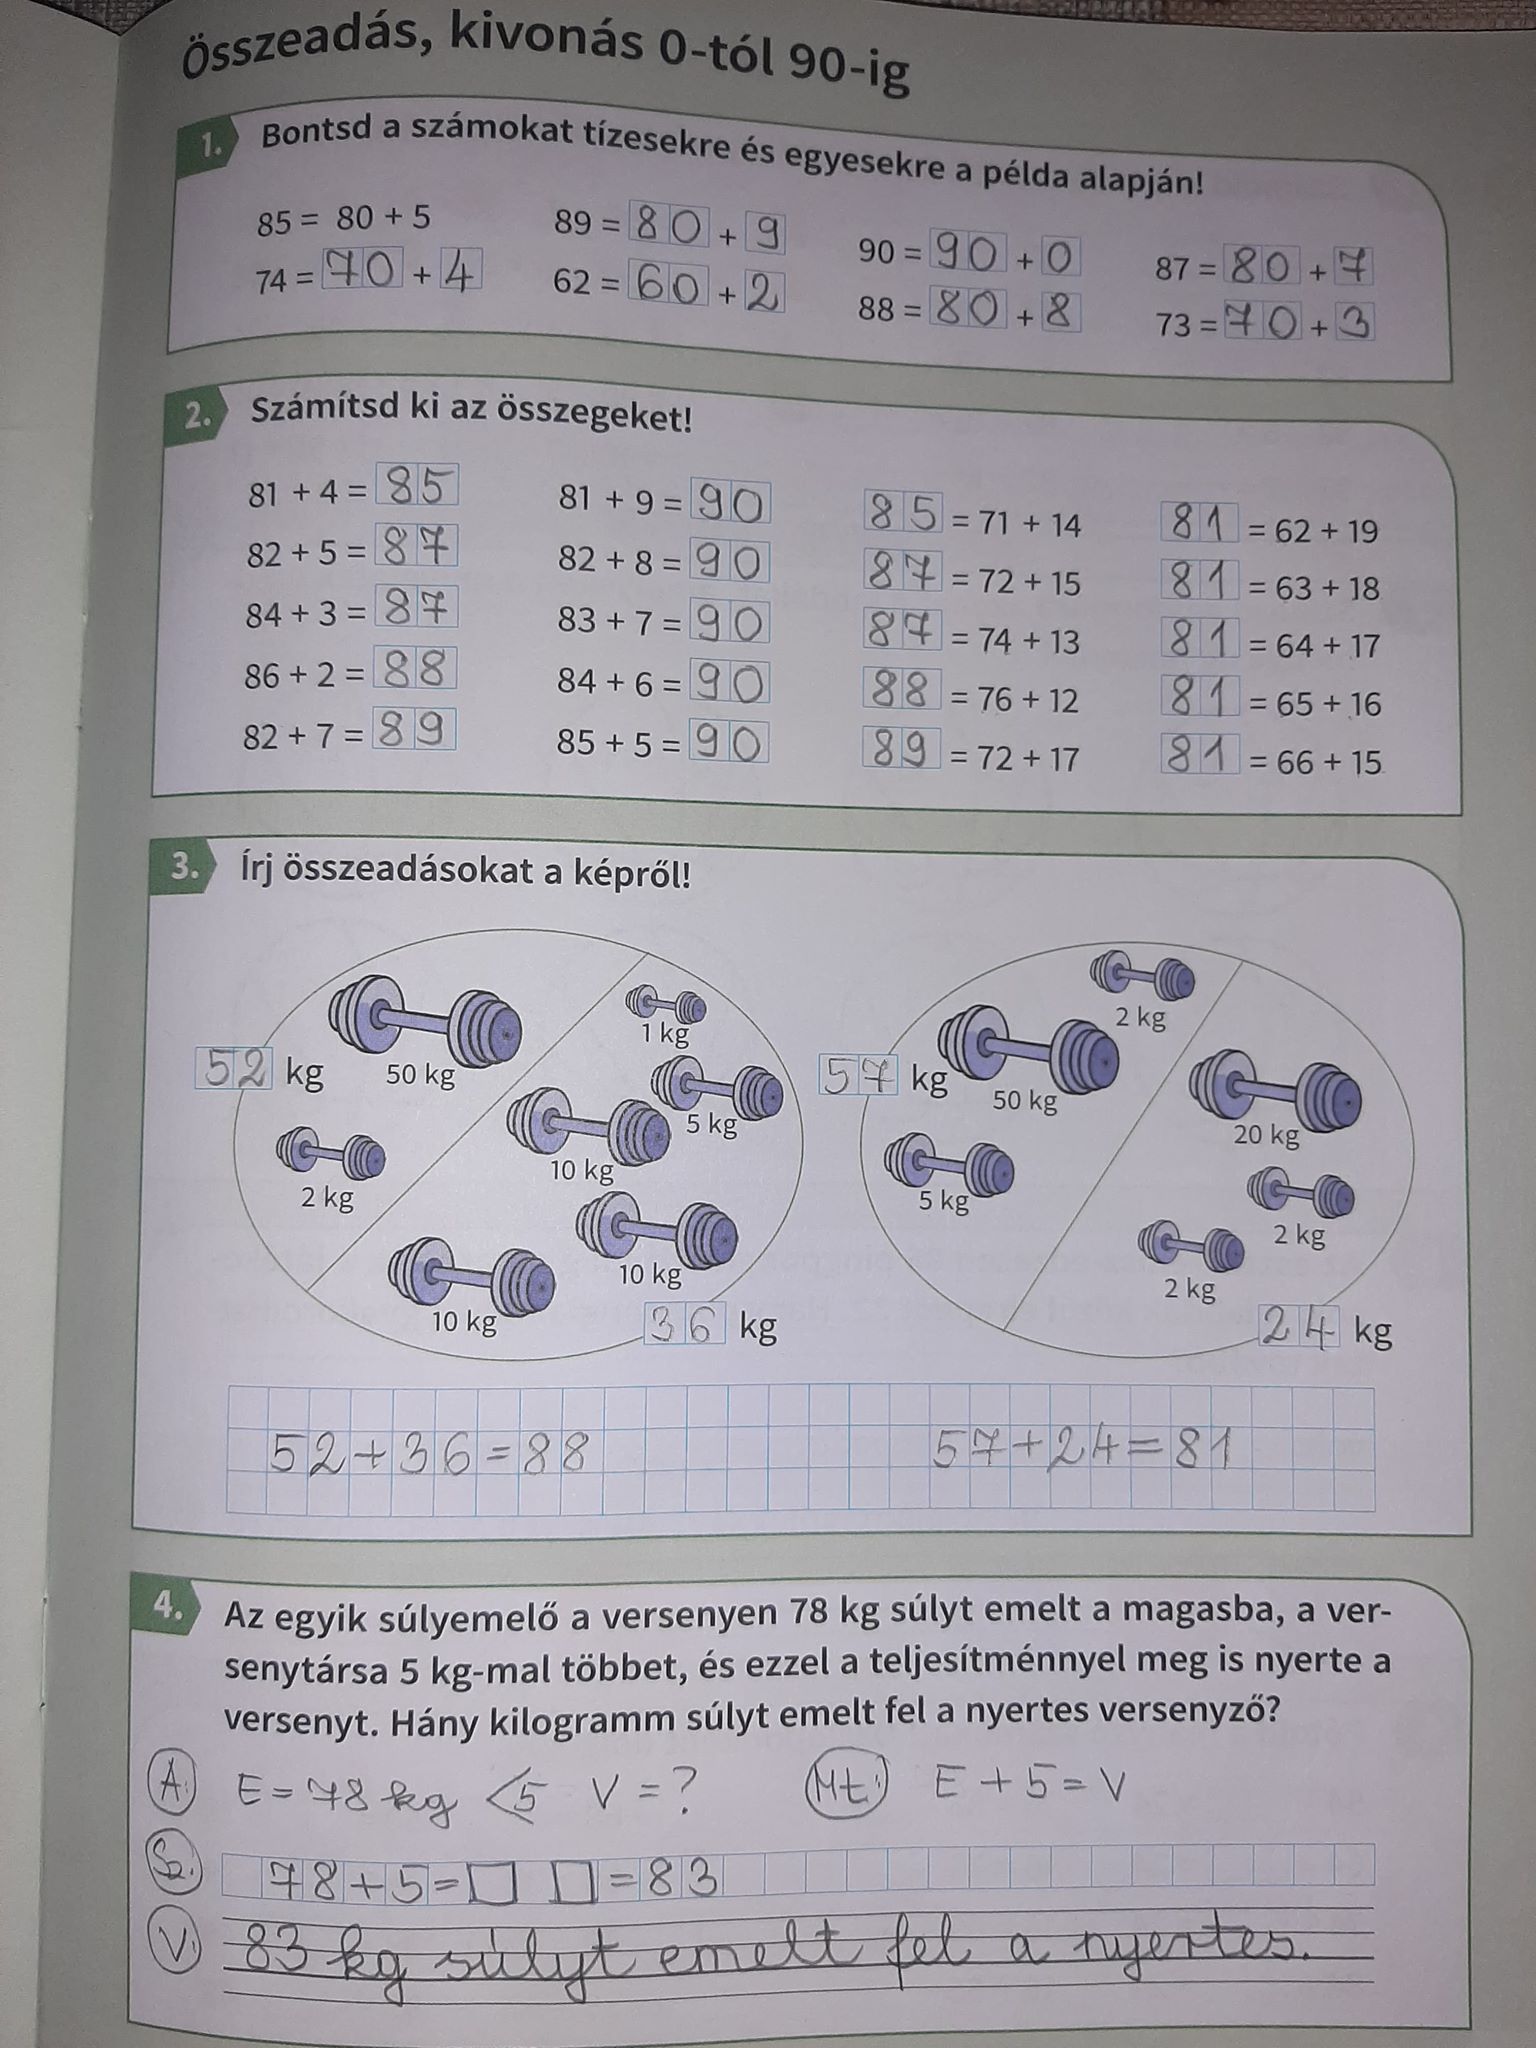 Összeadás, kivonás 0-tól 90-ig
1. Bontsd a számokat tízesekre és egyesekre a példa alapján!
85 = 80 + 5
74 = 70 + 4
89 = 80 + 9
62 = 60 + 2
90 = 90 + 0
88 = 80 + 8
87 = 80 + 7
73 = 70 + 3
2. Számítsd ki az összegeket!
81 + 4 = 85
82 + 5 = 87
84 + 3 = 87
86 + 2 = 88
82 + 7 = 89
81 + 9 = 90
82 + 8 = 90
83 + 7 = 90
84 + 6 = 90
85 + 5 = 90
85 = 71 + 14
87 = 72 + 15
87 = 74 + 13
88 = 76 + 12
89 = 72 + 17
81 = 62 + 19
81 = 63 + 18
81 = 64 + 17
81 = 65 + 16
81 = 66 + 15
3. Írj összeadásokat a képről!
52 kg
50 kg
2 kg
1 kg
5 kg
10 kg
10 kg
10 kg
36 kg
57 kg
2 kg
50 kg
5 kg
20 kg
2 kg
2 kg
24 kg
52+36=88
57+24=81
4. Az egyik súlyemelő a versenyen 78 kg súlyt emelt a magasba, a ver-
senytársa 5 kg-mal többet, és ezzel a teljesítménnyel meg is nyerte a
versenyt. Hány kilogramm súlyt emelt fel a nyertes versenyző?
A: E = 78 kg <5 V = ? Mt: E + 5 = V
Sz: 78+5=□ □=83
V: 83 kg súlyt emelt fel a nyertes.